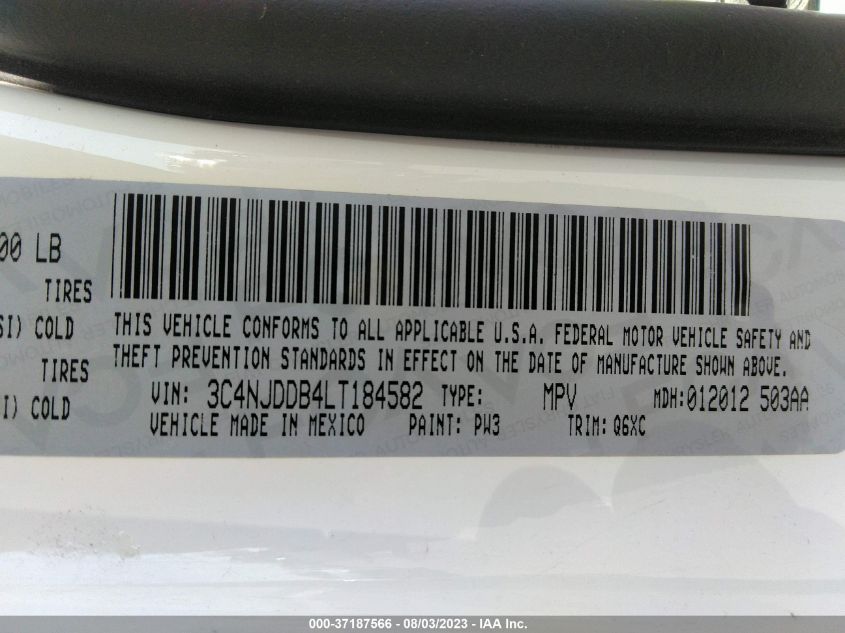 00 LB
TIRES
SI) COLD
TIRES
I) COLD
THIS VEHICLE CONFORMS TO ALL APPLICABLE U.S.A. FEDERAL MOTOR VEHICLE SAFETY AND
THEFT PREVENTION STANDARDS IN EFFECT ON THE DATE OF MANUFACTURE SHOWN ABOVE.
VIN: 3C4NJDDB4LT184582 TYPE: MPV MDH:012012 503AA
VEHICLE MADE IN MEXICO PAINT: PW3 TRIM: Q6XC
000-37187566 - 08/03/2023 - IAA Inc.